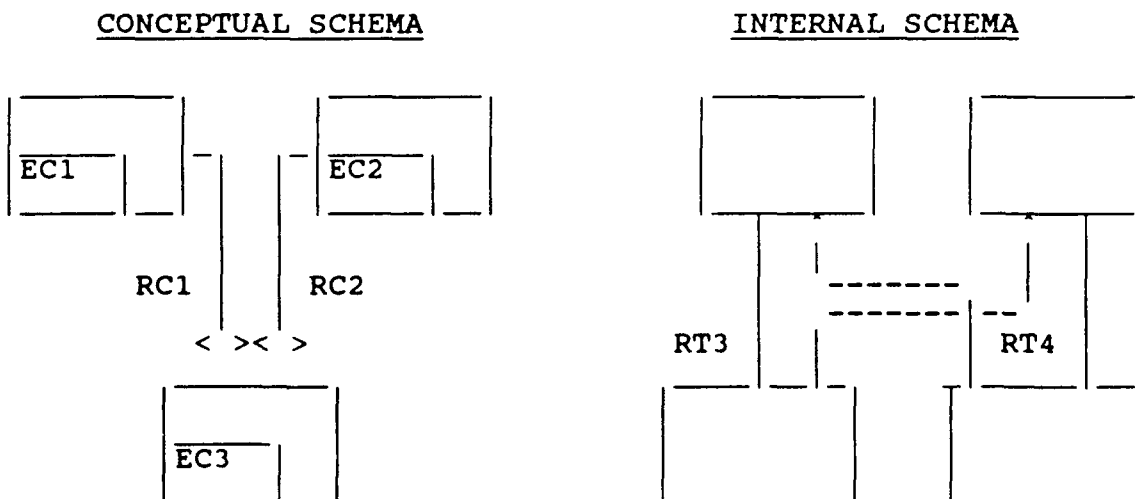 CONCEPTUAL SCHEMA INTERNAL SCHEMA
EC1 EC2
RC1 RC2
< >< >
RT3 RT4
EC3